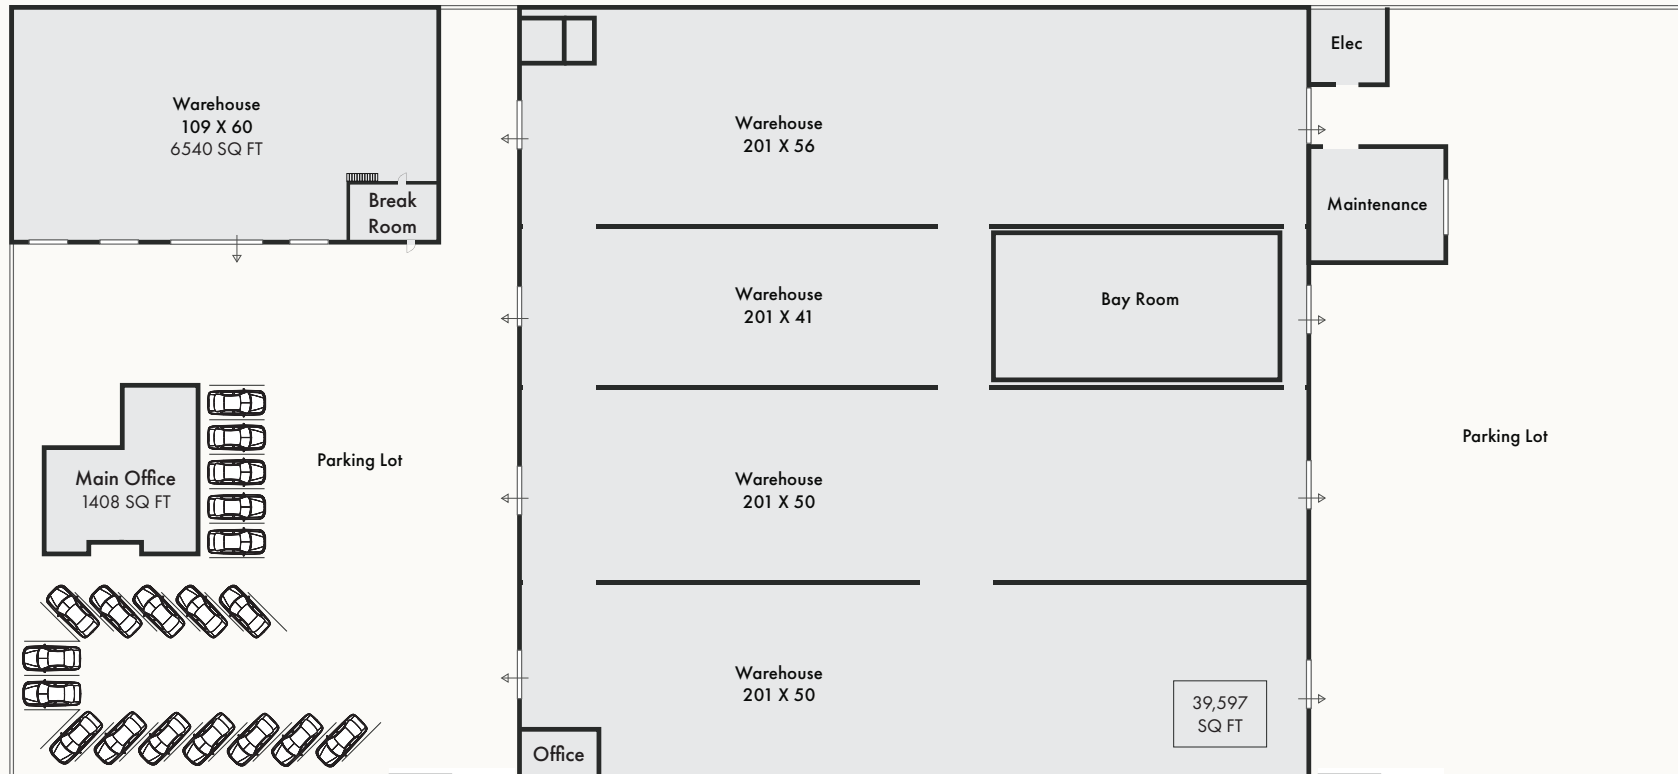 Warehouse
109 X 60
6540 SQ FT
Break
Room
Warehouse
201 X 56
Elec
Maintenance
Warehouse
201 X 41
Bay Room
Main Office
1408 SQ FT
Parking Lot
Warehouse
201 X 50
Parking Lot
Warehouse
201 X 50
39,597
SQ FT
Office